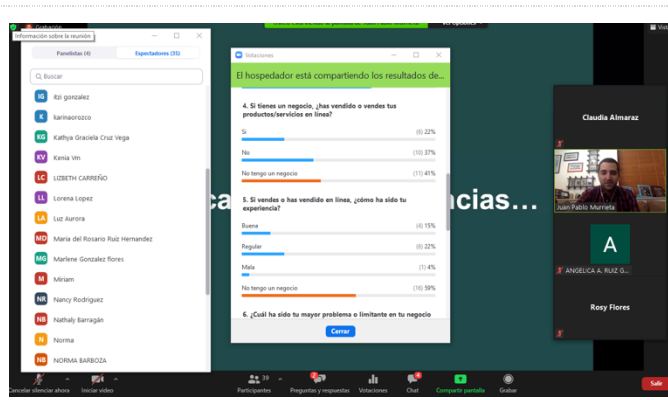 Grabación
Información sobre la reunión
Panelistas (4)
Espectadores (35)
Buscar
IG itzi gonzalez
K karinaorozco
KG Kathya Graciela Cruz Vega
KV Kenia Vm
LC LIZBETH CARREÑO
LL Lorena Lopez
LA Luz Aurora
MD Maria del Rosario Ruiz Hernandez
MG Marlene Gonzalez flores
M Miriam
NR Nancy Rodriguez
NB Nathaly Barragán
N Norma
NB NORMA BARBOZA
Votaciones
El hospedador está compartiendo los resultados de...
4. Si tienes un negocio, ¿has vendido o vendes tus
productos/servicios en línea?
Si (6) 22%
No (10) 37%
No tengo un negocio (11) 41%
5. Si vendes o has vendido en línea, ¿cómo ha sido tu
experiencia?
Buena (4) 15%
Regular (6) 22%
Mala (1) 4%
No tengo un negocio (16) 59%
6. ¿Cuál ha sido tu mayor problema o limitante en tu negocio
Cerrar
ca
cias...
Claudia Almaraz
Juan Pablo Murrieta
A
ANGELICA A. RUIZ G...
Rosy Flores
Cancelar silenciar ahora
Iniciar video
39
Participantes
2
Preguntas y respuestas
Votaciones
4
Chat
Compartir pantalla
Grabar
Salir